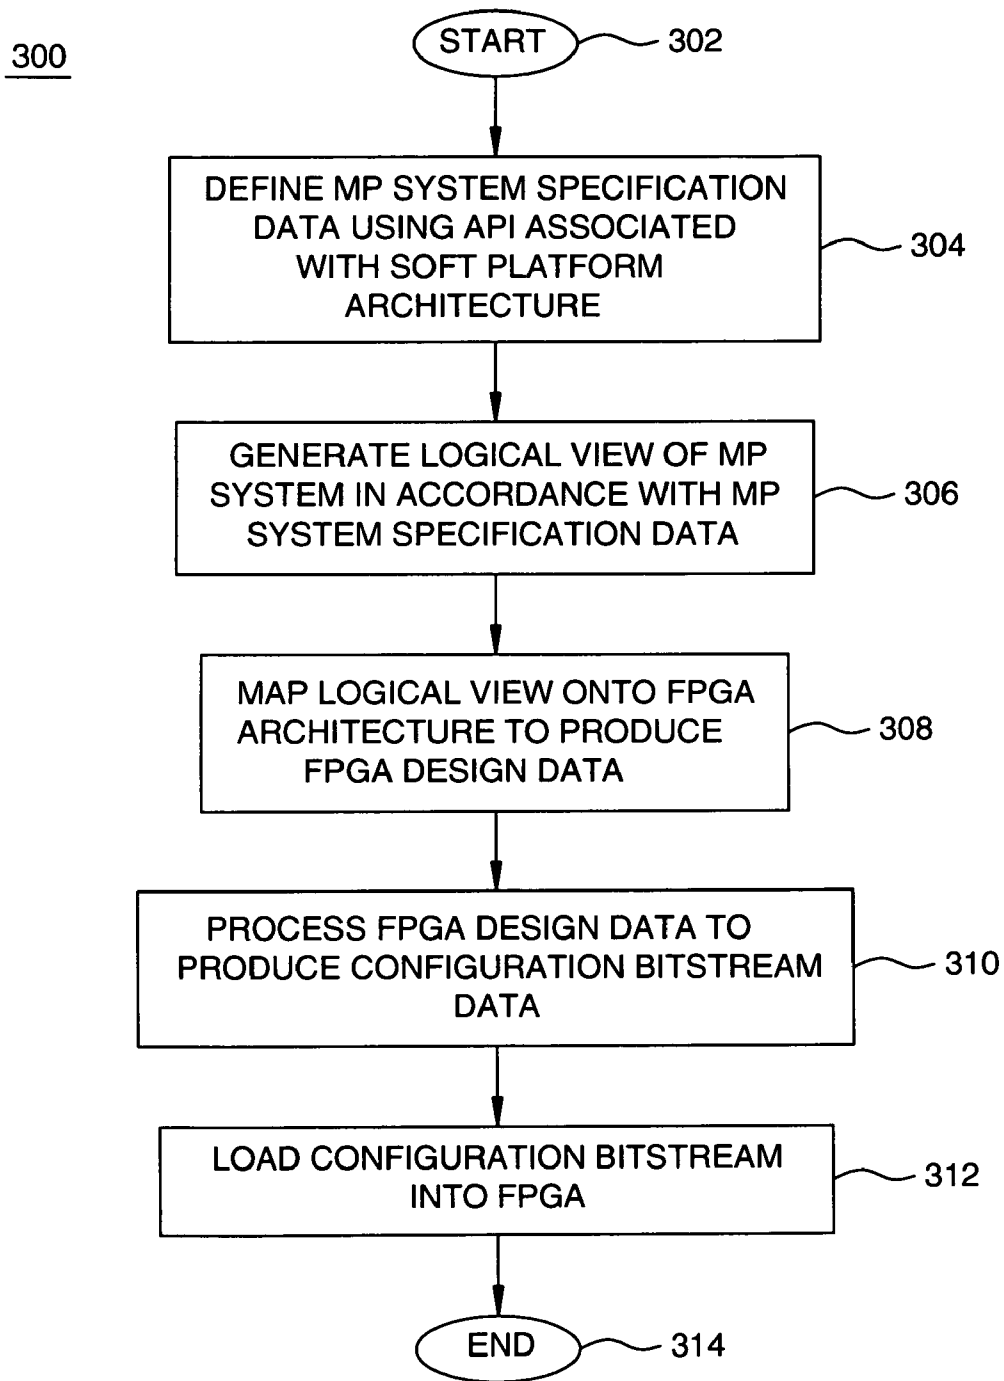 300
START
302
DEFINE MP SYSTEM SPECIFICATION
DATA USING API ASSOCIATED
WITH SOFT PLATFORM
ARCHITECTURE
304
GENERATE LOGICAL VIEW OF MP
SYSTEM IN ACCORDANCE WITH MP
SYSTEM SPECIFICATION DATA
306
MAP LOGICAL VIEW ONTO FPGA
ARCHITECTURE TO PRODUCE
FPGA DESIGN DATA
308
PROCESS FPGA DESIGN DATA TO
PRODUCE CONFIGURATION BITSTREAM
DATA
310
LOAD CONFIGURATION BITSTREAM
INTO FPGA
312
END
314